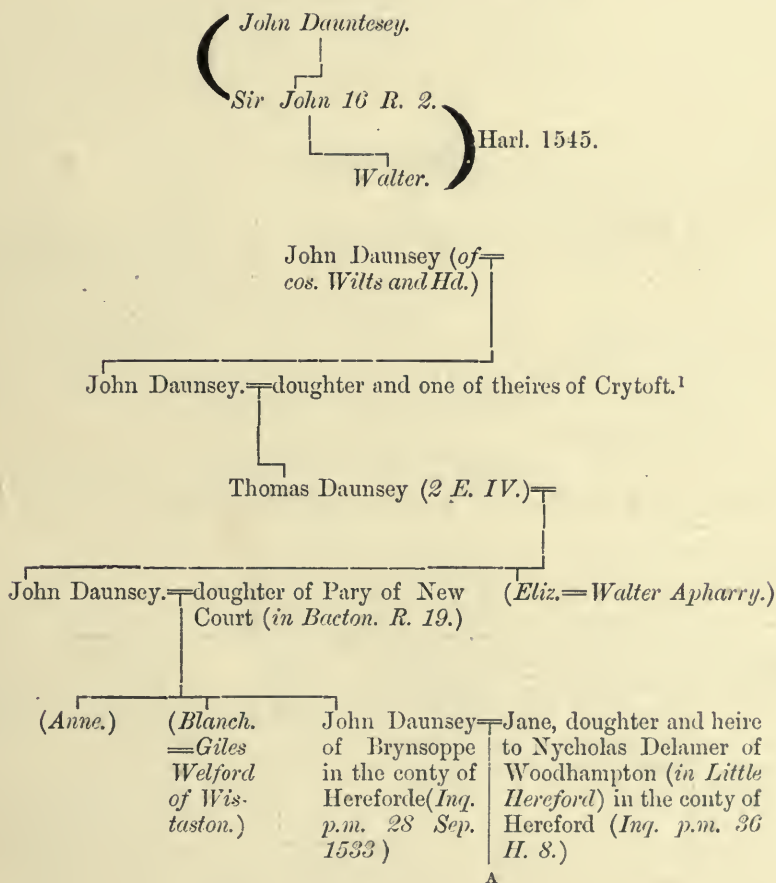 John Dauntesey.
Sir John 16 R. 2.
Harl. 1545.
Walter.
John Daunsey (of
cos. Wilts and Hd.)
John Daunsey.=doughter and one of theires of Crytoft.¹
Thomas Daunsey (2 E. IV.)=
John Daunsey.=doughter of Pary of New
Court (in Bacton. R. 19.)
(Eliz.=Walter Apharry.)
(Anne.)
(Blanch.
=Giles
Welford
of Wis-
taston.)
John Daunsey=
of Brynsoppe
in the conty of
Hereforde(Inq.
p.m. 28 Sep.
1533)
Jane, doughter and heire
to Nycholas Delamer of
Woodhampton (in Little
Hereford) in the conty of
Hereford (Inq. p.m. 36
H. 8.)
A